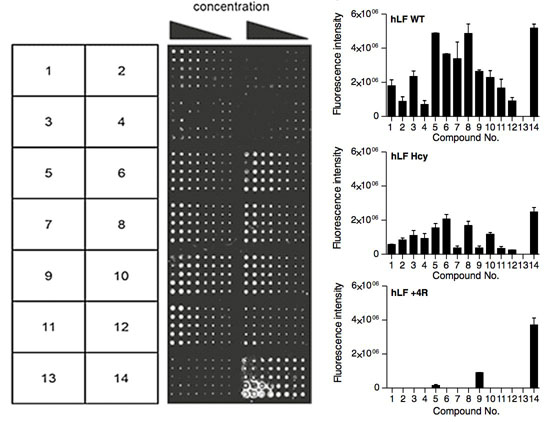 concentration
1 2
3 4
5 6
7 8
9 10
11 12
13 14
hLF WT
Fluorescence intensity
6x10⁰⁶
4x10⁰⁶
2x10⁰⁶
0
1 2 3 4 5 6 7 8 9 10 11 12 13 14
Compound No.
hLF Hcy
Fluorescence intensity
6x10⁰⁶
4x10⁰⁶
2x10⁰⁶
0
1 2 3 4 5 6 7 8 9 10 11 12 13 14
Compound No.
hLF +4R
Fluorescence intensity
6x10⁰⁶
4x10⁰⁶
2x10⁰⁶
0
1 2 3 4 5 6 7 8 9 10 11 12 13 14
Compound No.